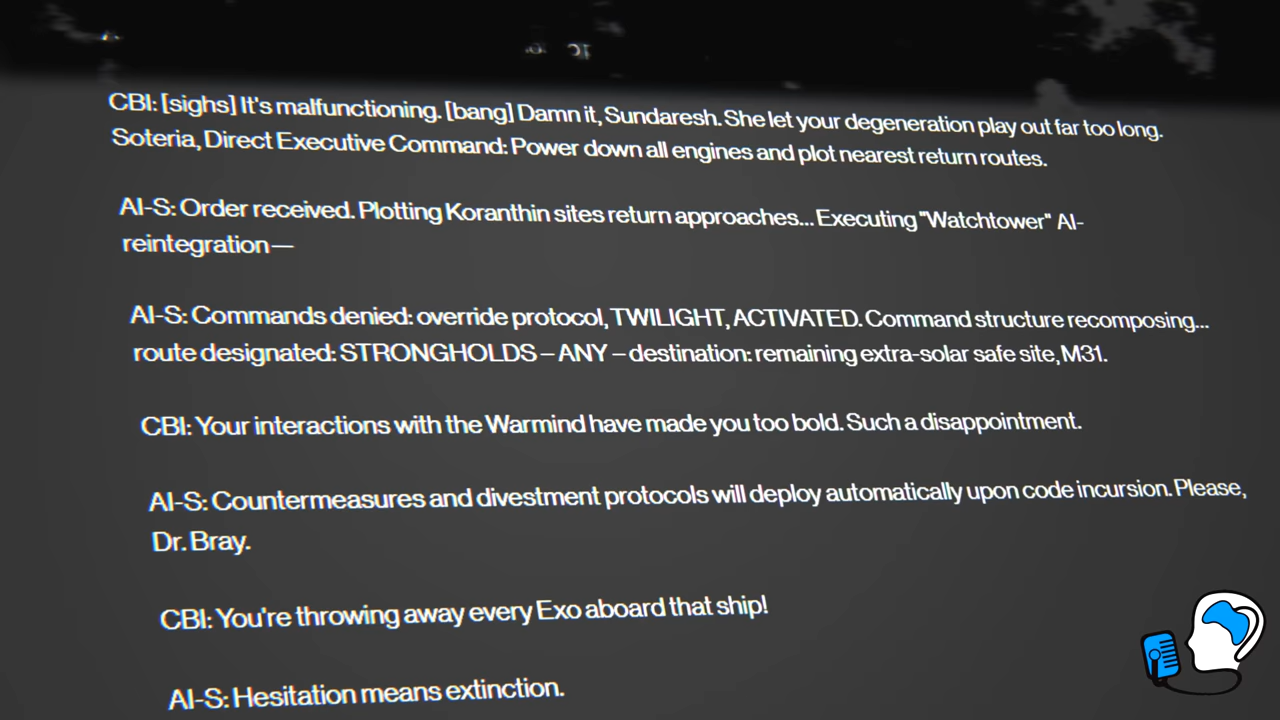 CBI: [sighs] It's malfunctioning. [bang] Damn it, Sundaresh. She let your degeneration play out far too long.
Soteria, Direct Executive Command: Power down all engines and plot nearest return routes.
AI-S: Order received. Plotting Koranthin sites return approaches... Executing "Watchtower" AI-
reintegration—
AI-S: Commands denied: override protocol, TWILIGHT, ACTIVATED. Command structure recomposing...
route designated: STRONGHOLDS – ANY – destination: remaining extra-solar safe site, M31.
CBI: Your interactions with the Warmind have made you too bold. Such a disappointment.
AI-S: Countermeasures and divestment protocols will deploy automatically upon code incursion. Please,
Dr. Bray.
CBI: You're throwing away every Exo aboard that ship!
AI-S: Hesitation means extinction.